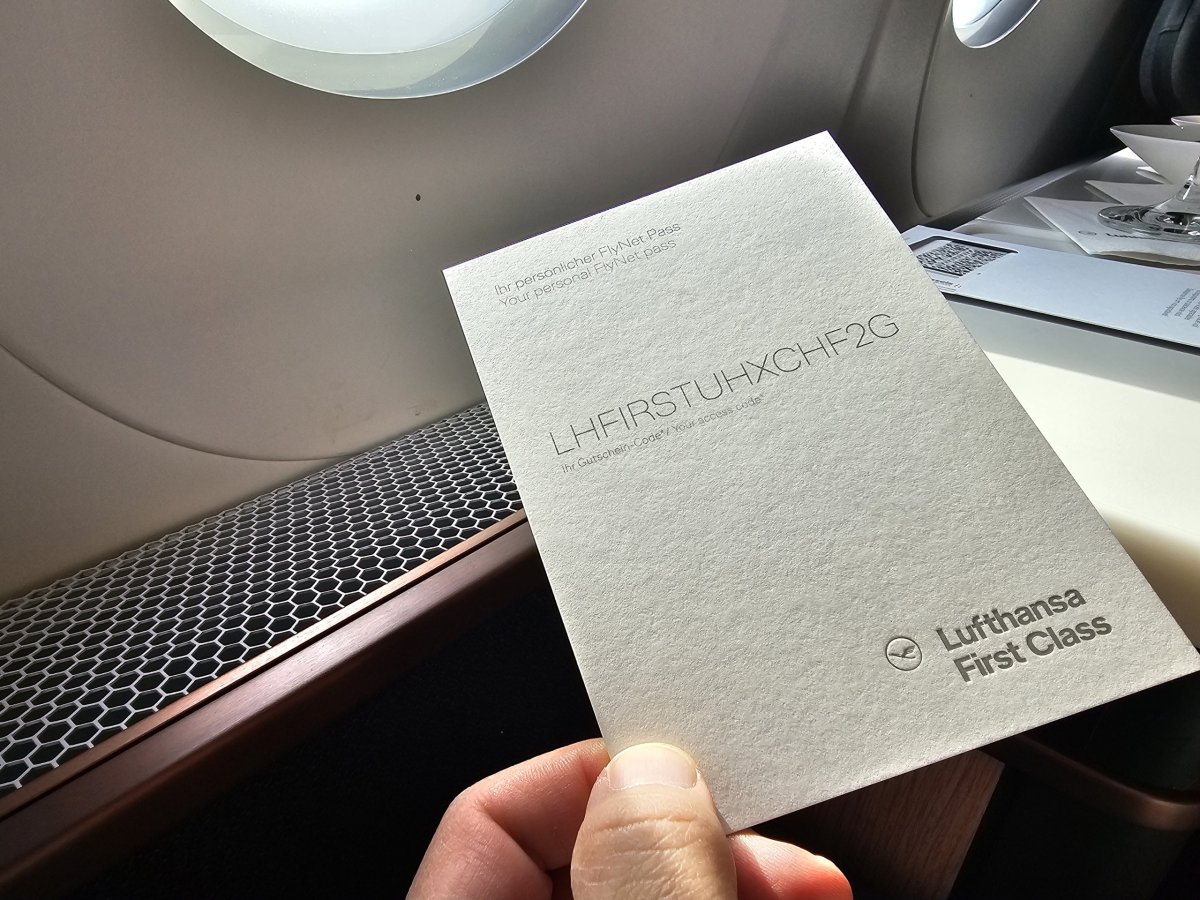 Ihr persönlicher FlyNet Pass
Your personal FlyNet pass
LHFIRSTUHXCHF2G
Ihr Gutschein-Code* / Your access code*
Lufthansa
First Class